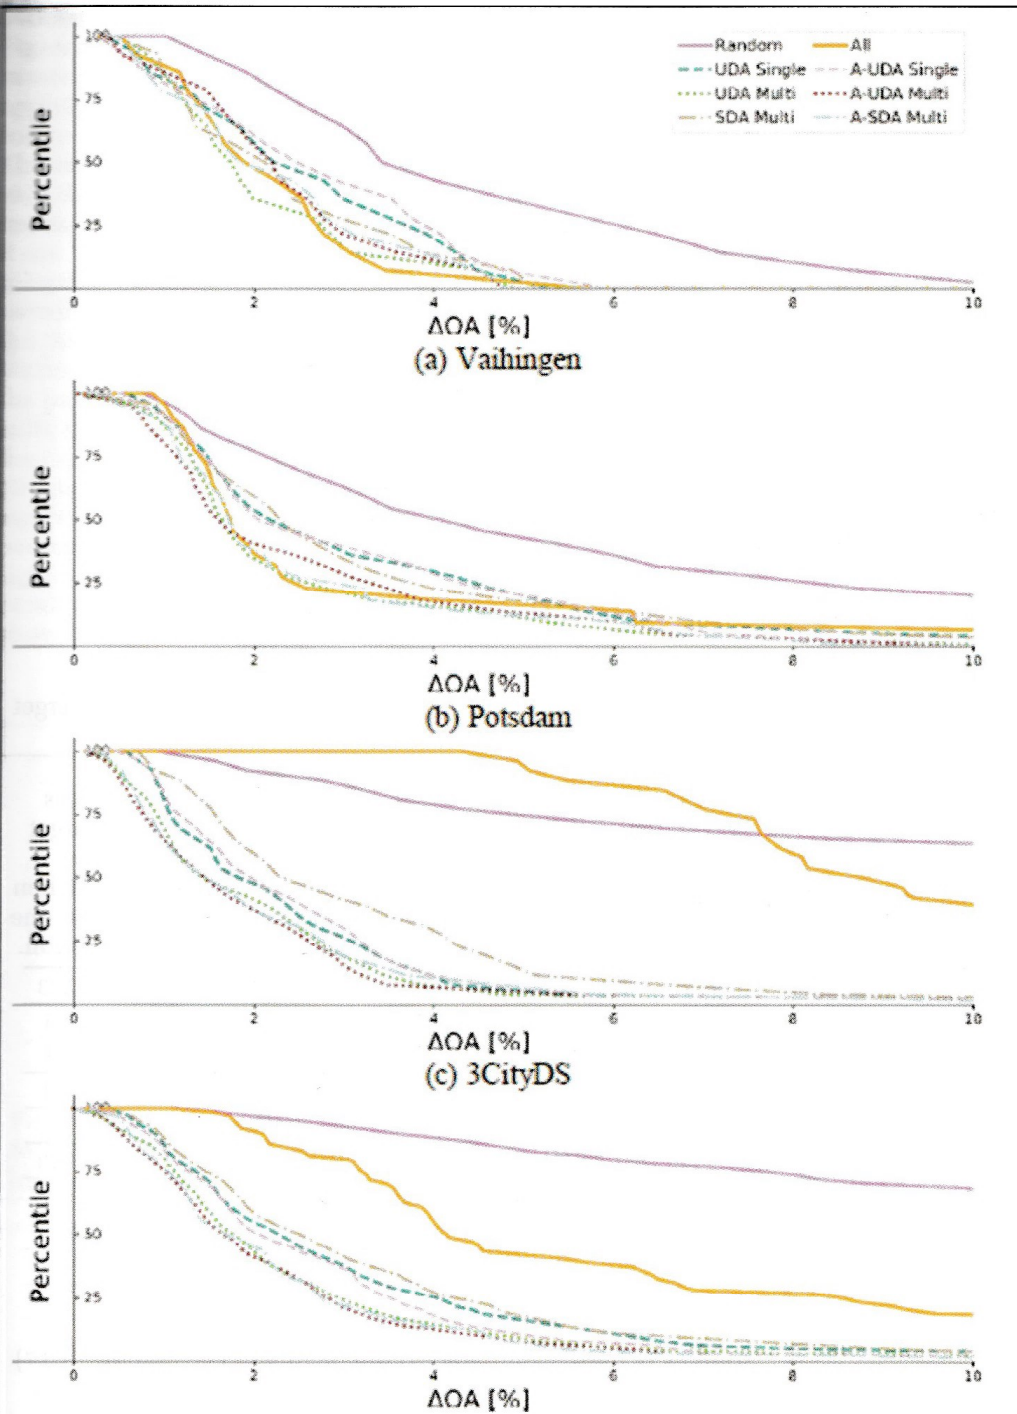 100
75
50
25
Percentile
Random
UDA Single
UDA Multi
SDA Multi
All
A-UDA Single
A-UDA Multi
A-SDA Multi
0 2 4 6 8 10
ΔOA [%]
(a) Vaihingen
100
75
50
25
Percentile
0 2 4 6 8 10
ΔOA [%]
(b) Potsdam
100
75
50
25
Percentile
0 2 4 6 8 10
ΔOA [%]
(c) 3CityDS
100
75
50
25
Percentile
0 2 4 6 8 10
ΔOA [%]